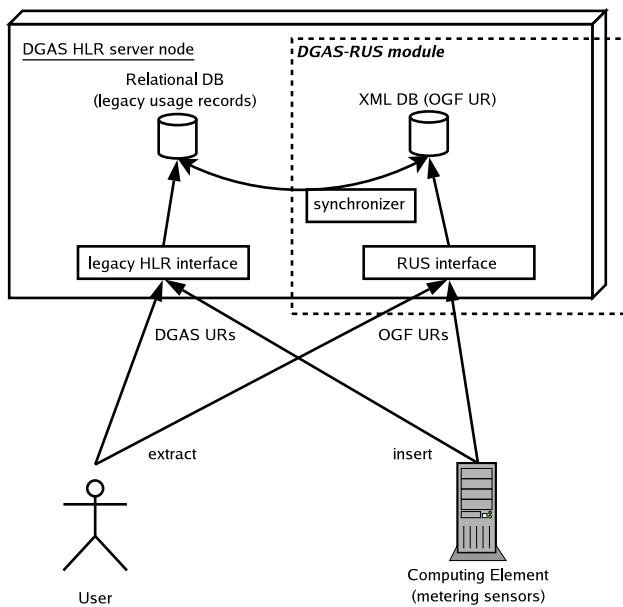 DGAS HLR server node
DGAS-RUS module
Relational DB
(legacy usage records)
XML DB (OGF UR)
synchronizer
legacy HLR interface
RUS interface
DGAS URs
OGF URs
extract
insert
User
Computing Element
(metering sensors)